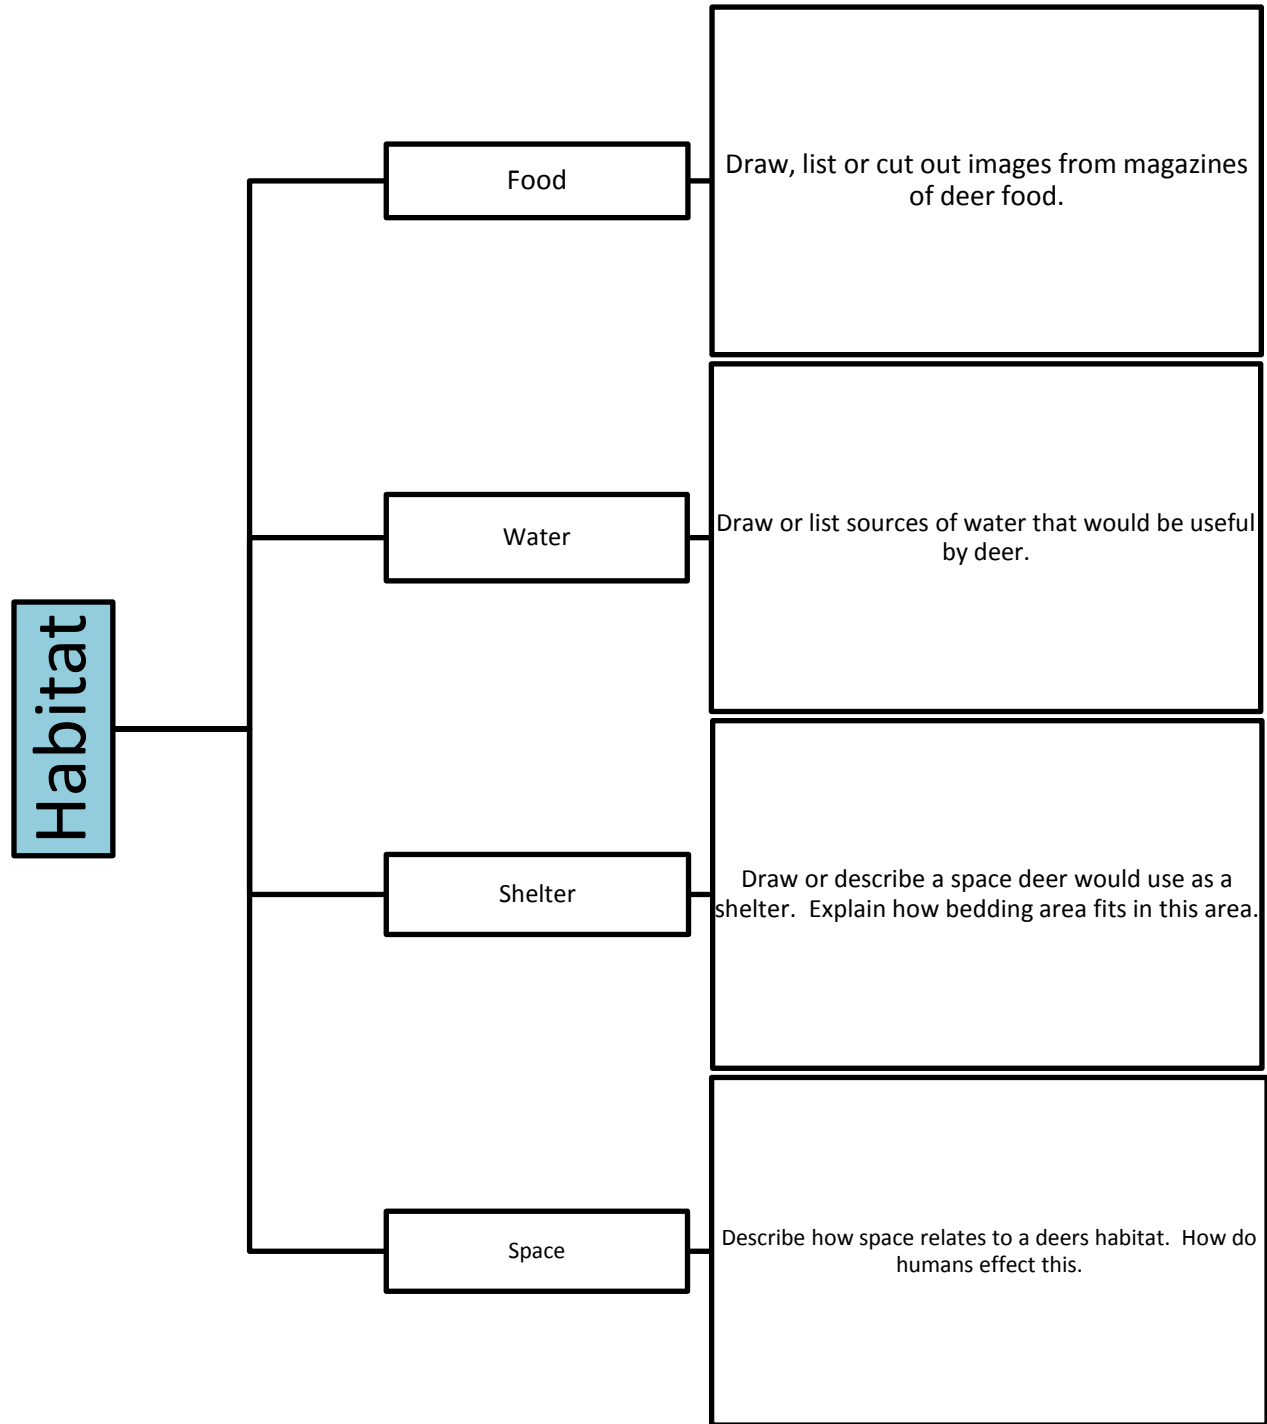 Habitat
Food
Draw, list or cut out images from magazines
of deer food.
Water
Draw or list sources of water that would be useful
by deer.
Shelter
Draw or describe a space deer would use as a
shelter.  Explain how bedding area fits in this area.
Space
Describe how space relates to a deers habitat.  How do
humans effect this.